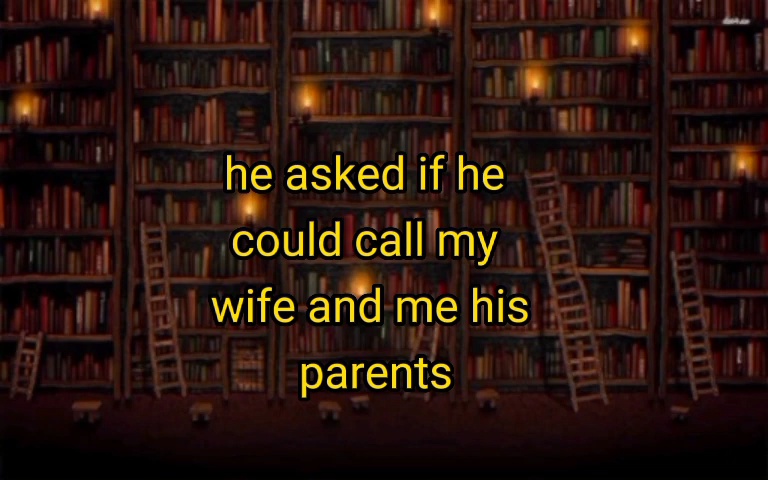 he asked if he
could call my
wife and me his
parents